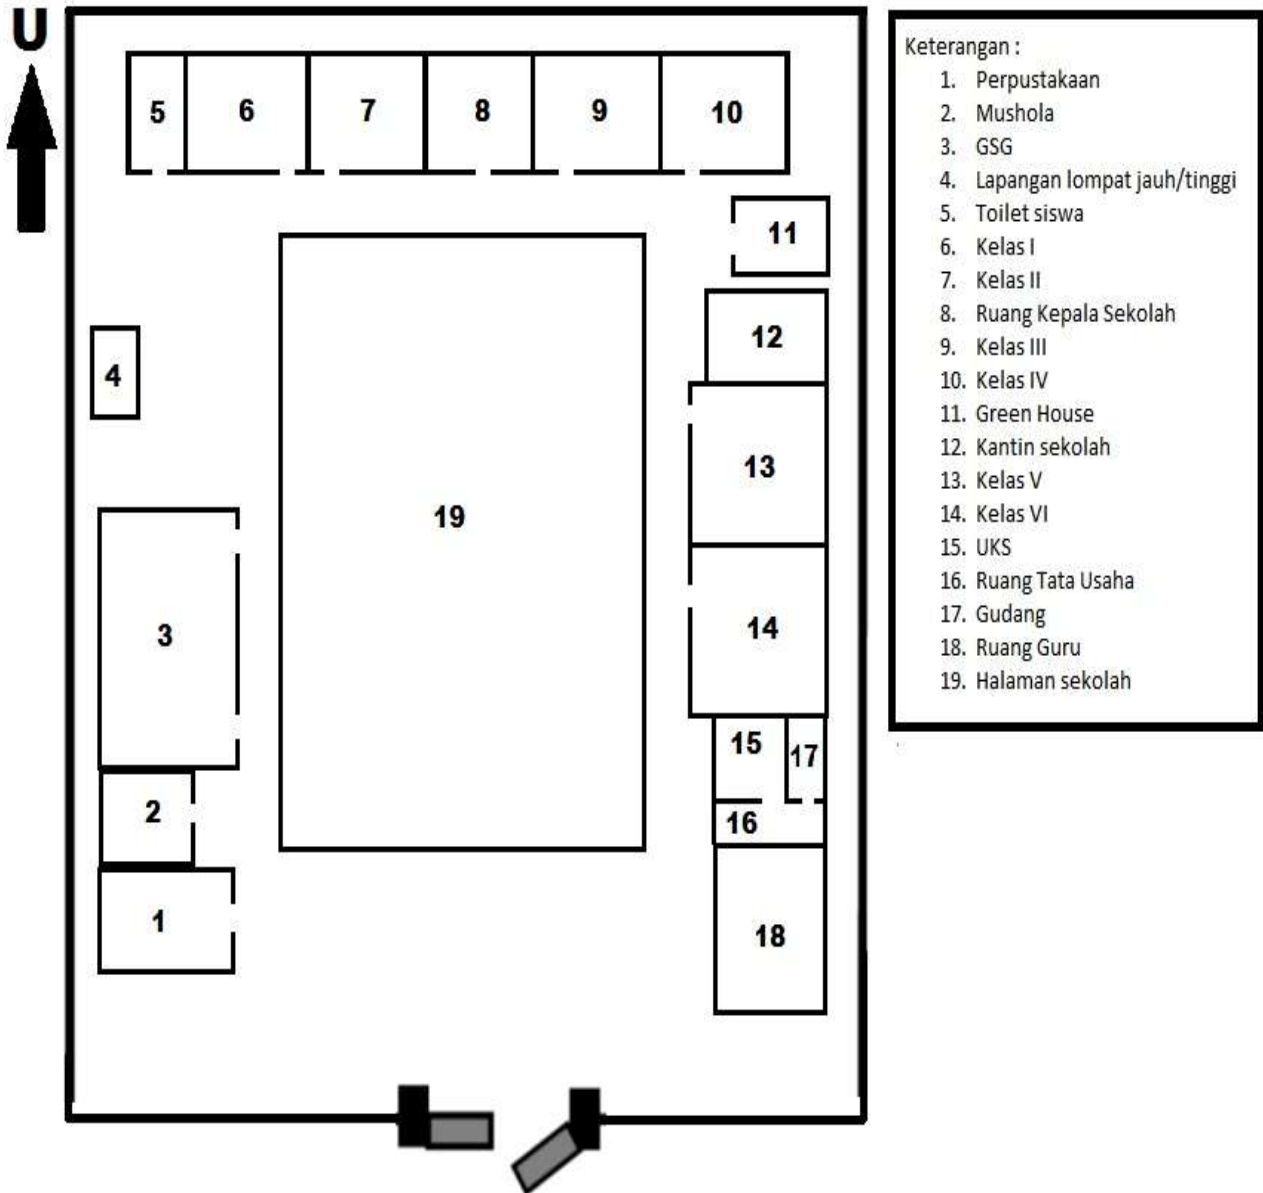 U
5 6 7 8 9 10
11
12
4
13
19
3
14
15 17
2
16
1
18
Keterangan :
1. Perpustakaan
2. Mushola
3. GSG
4. Lapangan lompat jauh/tinggi
5. Toilet siswa
6. Kelas I
7. Kelas II
8. Ruang Kepala Sekolah
9. Kelas III
10. Kelas IV
11. Green House
12. Kantin sekolah
13. Kelas V
14. Kelas VI
15. UKS
16. Ruang Tata Usaha
17. Gudang
18. Ruang Guru
19. Halaman sekolah